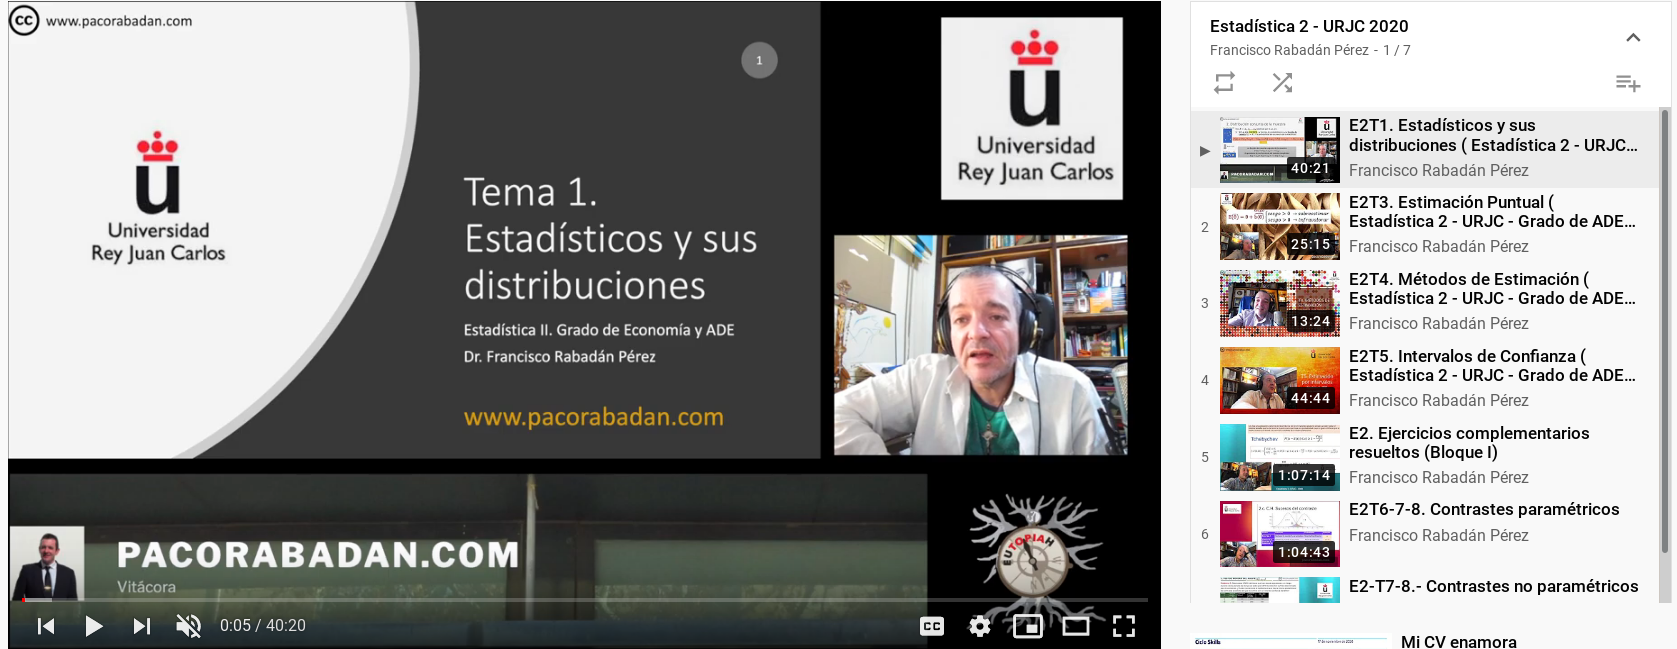 cc www.pacorabadan.com
1
Universidad
Rey Juan Carlos
Tema 1.
Estadísticos y sus
distribuciones
Estadística II. Grado de Economía y ADE
Dr. Francisco Rabadán Pérez
www.pacorabadan.com
Universidad
Rey Juan Carlos
PACORABADAN.COM
Vitácora
EUTOPIAH
0:05 / 40:20
CC
Estadística 2 - URJC 2020
Francisco Rabadán Pérez - 1 / 7
40:21
E2T1. Estadísticos y sus
distribuciones ( Estadística 2 - URJC...
Francisco Rabadán Pérez
2
25:15
E2T3. Estimación Puntual (
Estadística 2 - URJC - Grado de ADE...
Francisco Rabadán Pérez
3
13:24
E2T4. Métodos de Estimación (
Estadística 2 - URJC - Grado de ADE...
Francisco Rabadán Pérez
4
44:44
E2T5. Intervalos de Confianza (
Estadística 2 - URJC - Grado de ADE...
Francisco Rabadán Pérez
5
Tchebychev
1:07:14
E2. Ejercicios complementarios
resueltos (Bloque I)
Francisco Rabadán Pérez
6
1:04:43
E2T6-7-8. Contrastes paramétricos
Francisco Rabadán Pérez
E2-T7-8.- Contrastes no paramétricos
Mi CV enamora